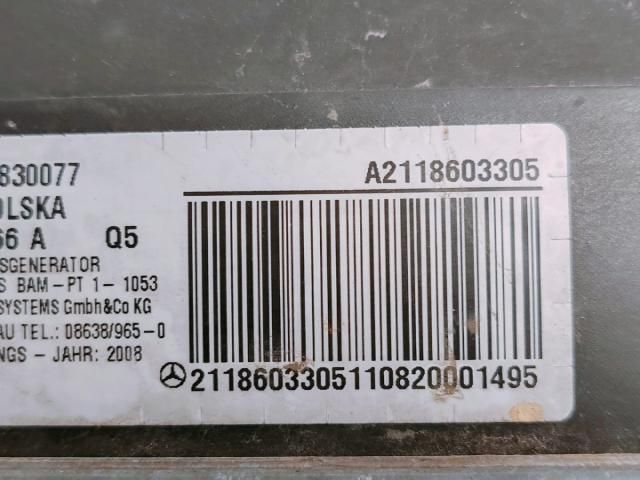 830077
OLSKA
66 A Q5
SGENERATOR
S BAM-PT 1- 1053
SYSTEMS Gmbh&Co KG
AU TEL.: 08638/965-0
NGS - JAHR: 2008
A2118603305
2118603305110820001495